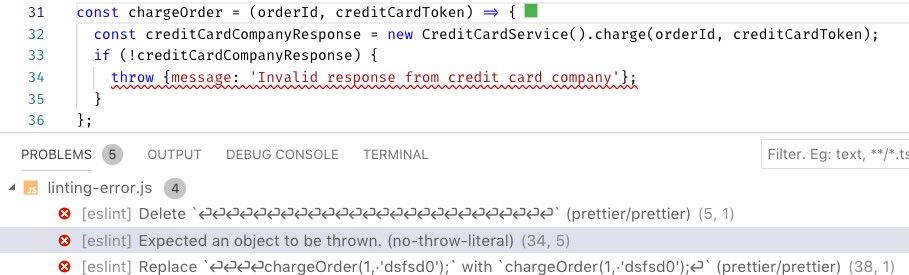 31 const chargeOrder = (orderId, creditCardToken) => {
32 const creditCardCompanyResponse = new CreditCardService().charge(orderId, creditCardToken);
33 if (!creditCardCompanyResponse) {
34 throw {message: 'Invalid response from credit card company'};
35 }
36 };
PROBLEMS 5 OUTPUT DEBUG CONSOLE TERMINAL Filter. Eg: text, **/*.ts
JS linting-error.js 4
[eslint] Delete `⏎⏎⏎⏎⏎⏎⏎⏎⏎⏎⏎⏎⏎⏎⏎⏎⏎⏎⏎⏎⏎⏎⏎⏎⏎⏎` (prettier/prettier) (5, 1)
[eslint] Expected an object to be thrown. (no-throw-literal) (34, 5)
[eslint] Replace `⏎⏎⏎⏎chargeOrder(1,·'dsfsd0');` with `chargeOrder(1,·'dsfsd0');⏎` (prettier/prettier) (38, 1)